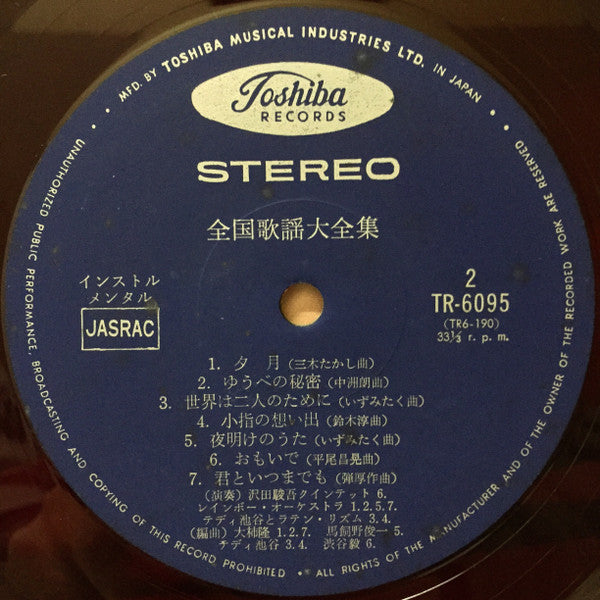 MFD. BY TOSHIBA MUSICAL INDUSTRIES LTD. IN JAPAN
Toshiba
RECORDS
STEREO
全国歌謡大全集
インストル
メンタル
JASRAC
2
TR-6095
(TR6-190)
33⅓ r. p. m.
1. 夕 月 (三木たかし曲)
2. ゆうべの秘密 (中洲朗曲)
3. 世界は二人のために (いずみたく曲)
4. 小指の想い出 (鈴木淳曲)
5. 夜明けのうた (いずみたく曲)
6. おもいで (平尾昌晃曲)
7. 君といつまでも (弾厚作曲)
(演奏) 沢田駿吾クインテット 6.
レインボー・オーケストラ 1.2.5.7.
テディ池谷とラテン・リズム 3.4.
(編曲) 大柿隆 1.2.7. 馬飼野俊一 5.
テディ池谷 3.4. 渋谷毅 6.
UNAUTHORIZED PUBLIC PERFORMANCE, BROADCASTING AND COPYING OF THIS RECORD PROHIBITED • ALL RIGHTS OF THE MANUFACTURER AND OF THE OWNER OF THE RECORDED WORK ARE RESERVED